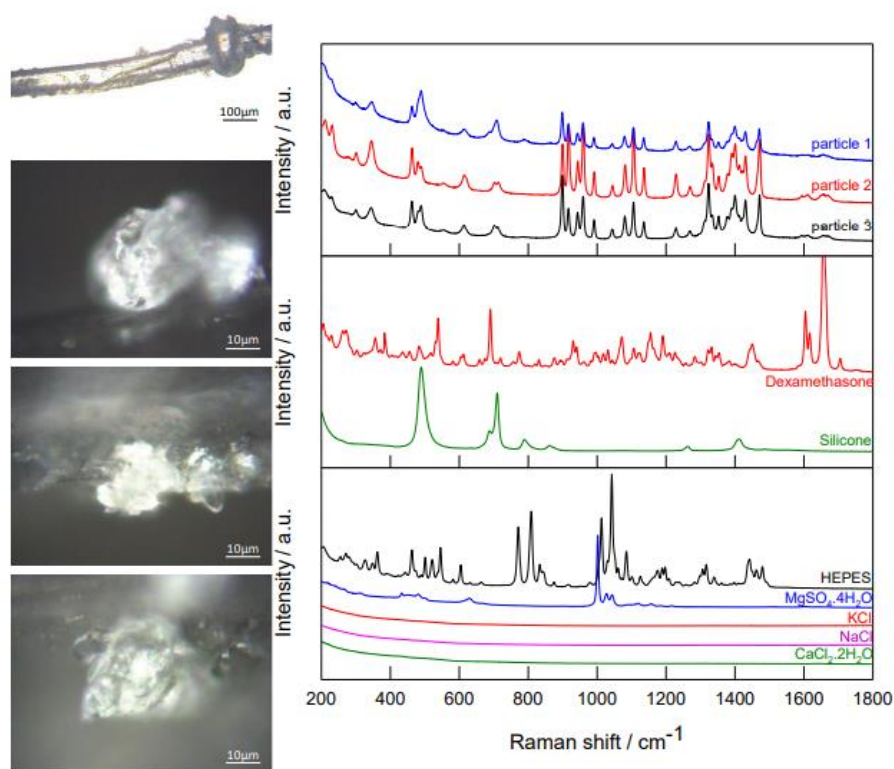 100µm
10µm
10µm
10µm
Intensity / a.u.
Intensity / a.u.
Intensity / a.u.
particle 1
particle 2
particle 3
Dexamethasone
Silicone
HEPES
MgSO4.4H2O
KCl
NaCl
CaCl2.2H2O
200 400 600 800 1000 1200 1400 1600 1800
Raman shift / cm-1